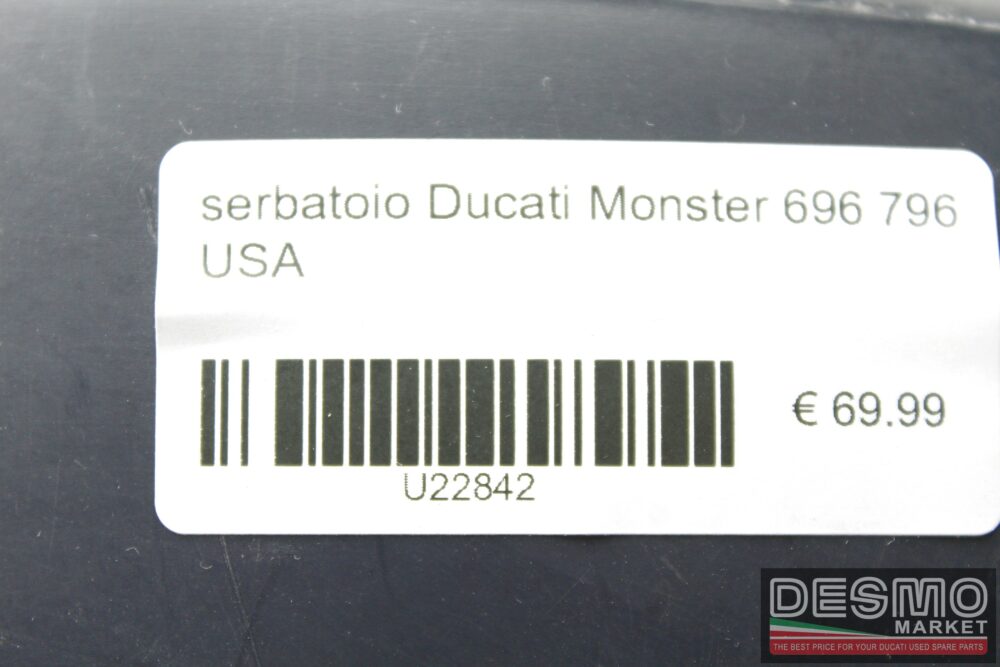 serbatoio Ducati Monster 696 796
USA
€ 69.99
U22842
DESMO
MARKET
THE BEST PRICE FOR YOUR DUCATI USED SPARE PARTS